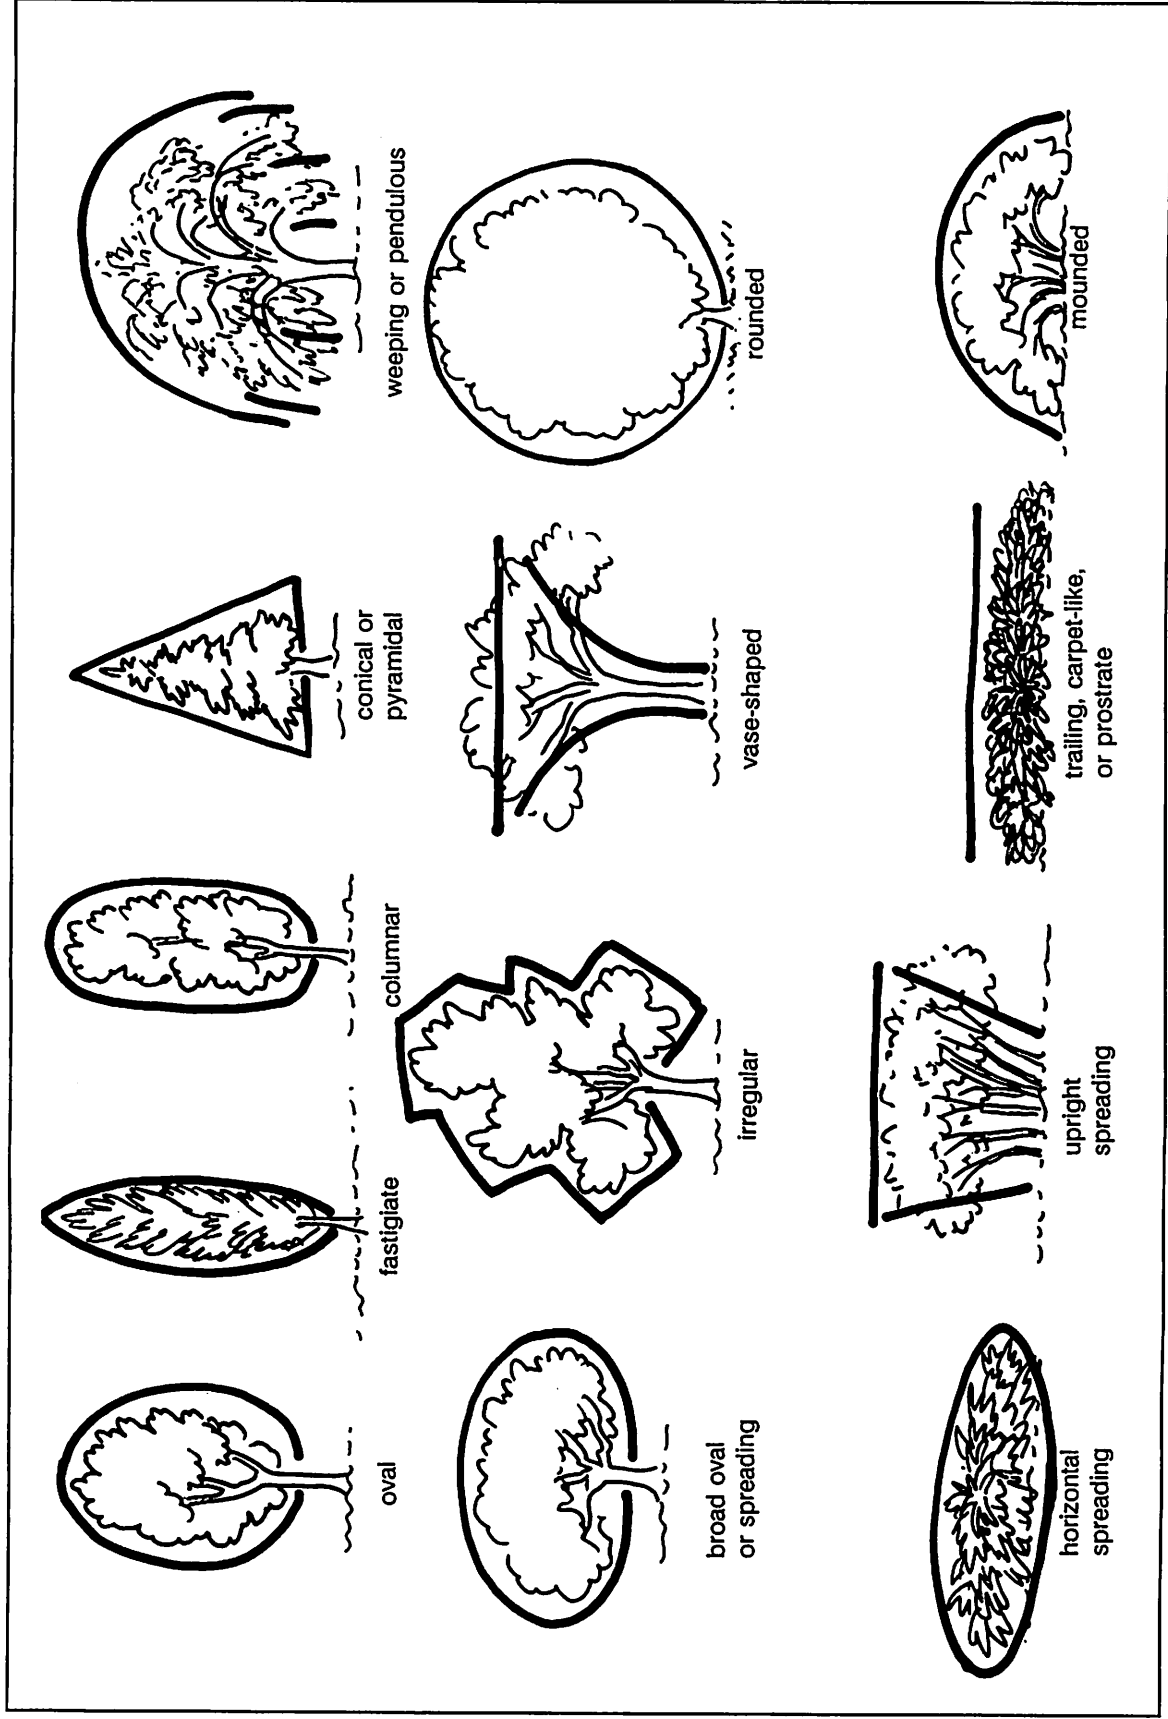 oval
fastigiate
columnar
conical or
pyramidal
weeping or pendulous
broad oval
or spreading
irregular
vase-shaped
rounded
horizontal
spreading
upright
spreading
trailing, carpet-like,
or prostrate
mounded